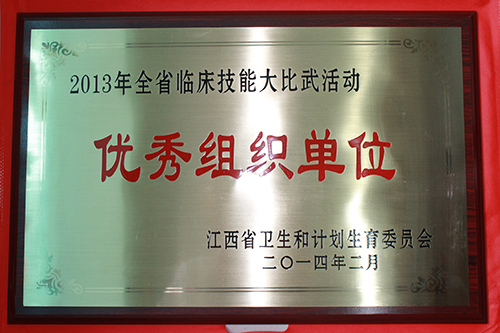 2013年全省临床技能大比武活动
优秀组织单位
江西省卫生和计划生育委员会
二〇一四年二月